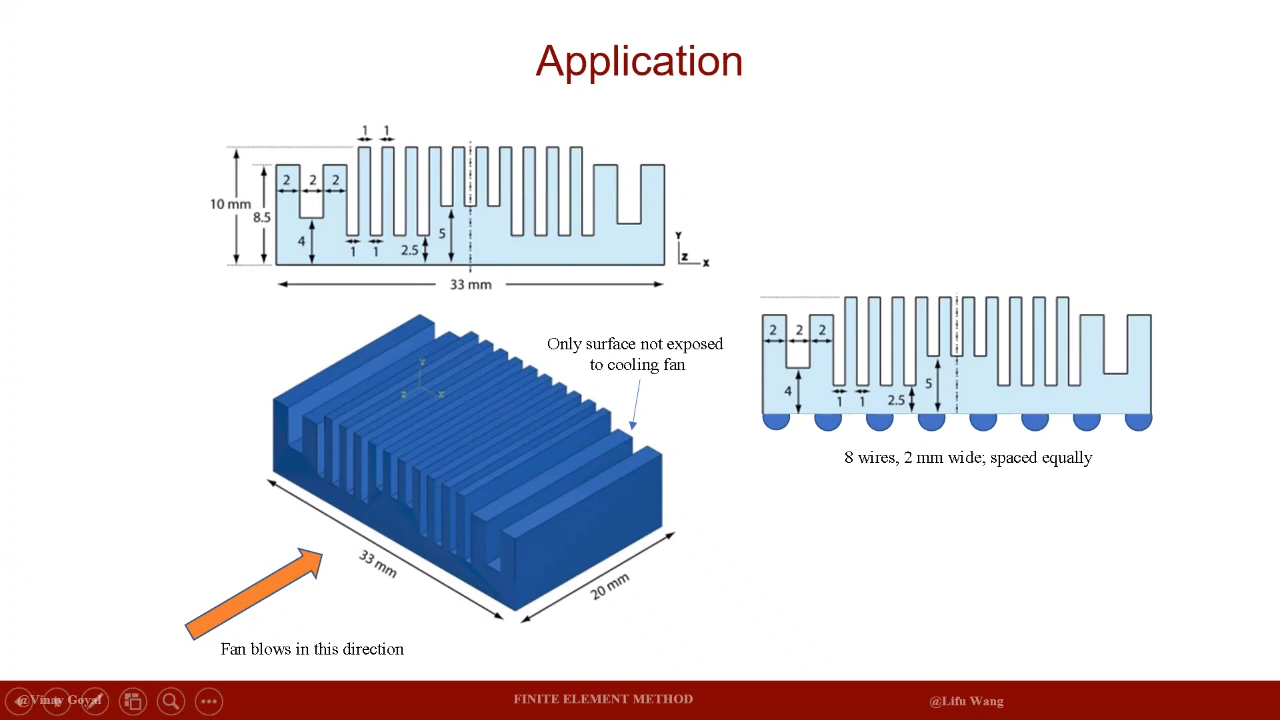 Application
1 1
2 2 2
10 mm
8.5
4
1 1
2.5
5
33 mm
Y
Z X
Only surface not exposed
to cooling fan
Y
Z X
33 mm
20 mm
Fan blows in this direction
2 2 2
4
1 1
2.5
5
8 wires, 2 mm wide; spaced equally
@Vinay Goyal
FINITE ELEMENT METHOD
@Lifu Wang